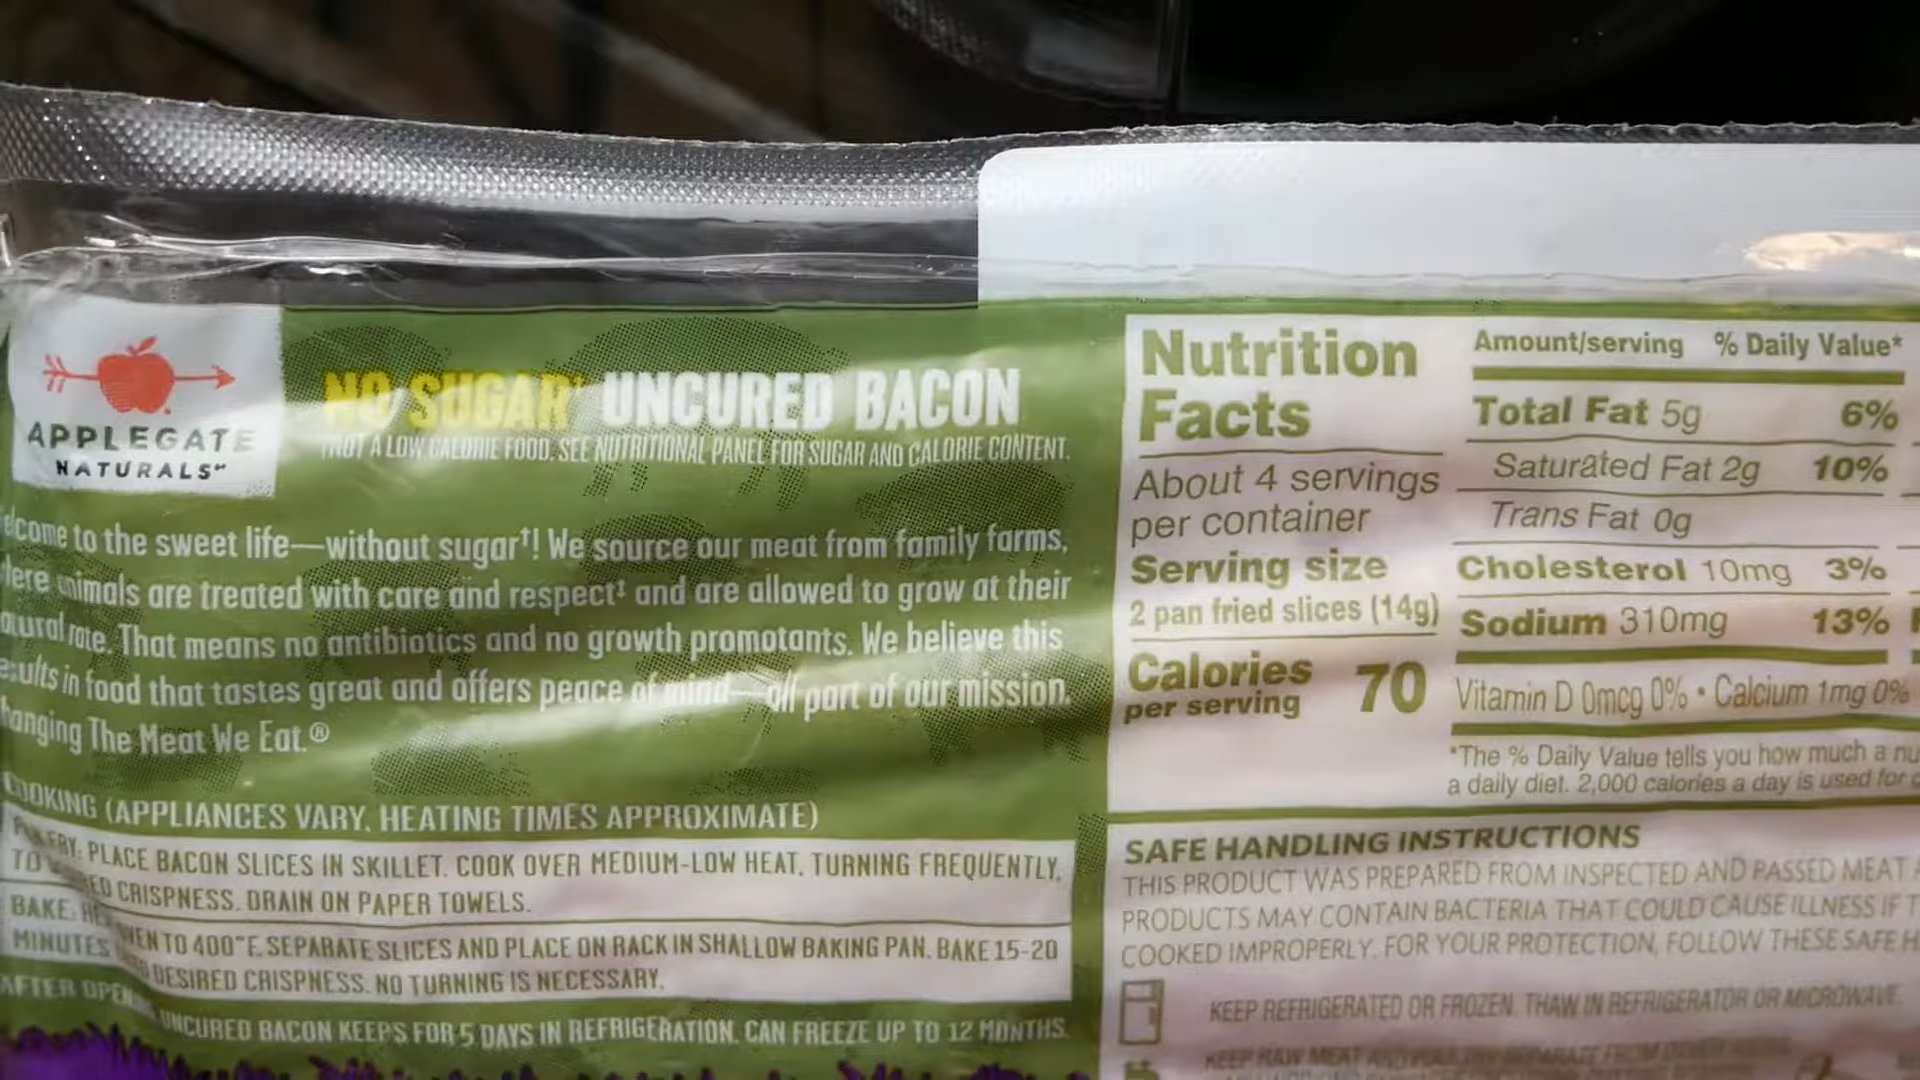 APPLEGATE
NATURALS℠
NO SUGAR† UNCURED BACON
†NOT A LOW CALORIE FOOD. SEE NUTRITIONAL PANEL FOR SUGAR AND CALORIE CONTENT.
elcome to the sweet life—without sugar†! We source our meat from family farms,
here animals are treated with care and respect‡ and are allowed to grow at their
atural rate. That means no antibiotics and no growth promotants. We believe this
esults in food that tastes great and offers peace of mind—all part of our mission.
hanging The Meat We Eat.®
COOKING (APPLIANCES VARY, HEATING TIMES APPROXIMATE)
PAN FRY: PLACE BACON SLICES IN SKILLET. COOK OVER MEDIUM-LOW HEAT, TURNING FREQUENTLY,
TO CRISPNESS. DRAIN ON PAPER TOWELS.
BAKE: TO 400°F. SEPARATE SLICES AND PLACE ON RACK IN SHALLOW BAKING PAN. BAKE 15-20
MINUTES DESIRED CRISPNESS. NO TURNING IS NECESSARY.
AFTER OPEN UNCURED BACON KEEPS FOR 5 DAYS IN REFRIGERATION. CAN FREEZE UP TO 12 MONTHS.
Nutrition
Facts
About 4 servings
per container
Serving size
2 pan fried slices (14g)
Calories
per serving
70
Amount/serving % Daily Value*
Total Fat 5g 6%
Saturated Fat 2g 10%
Trans Fat 0g
Cholesterol 10mg 3%
Sodium 310mg 13%
Vitamin D 0mcg 0% • Calcium 1mg 0%
*The % Daily Value tells you how much a nu
a daily diet. 2,000 calories a day is used for g
SAFE HANDLING INSTRUCTIONS
THIS PRODUCT WAS PREPARED FROM INSPECTED AND PASSED MEAT
PRODUCTS MAY CONTAIN BACTERIA THAT COULD CAUSE ILLNESS IF T
COOKED IMPROPERLY. FOR YOUR PROTECTION, FOLLOW THESE SAFE H
KEEP REFRIGERATED OR FROZEN. THAW IN REFRIGERATOR OR MICROWAVE.
KEEP RAW MEAT AND POULTRY SEPARATE FROM OTHER